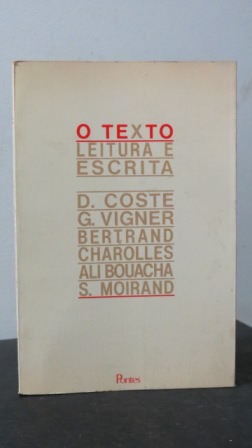 O TEXTO
LEITURA E
ESCRITA
D. COSTE
G. VIGNER
BERTRAND
CHAROLLES
ALI BOUACHA
S. MOIRAND
Pontes